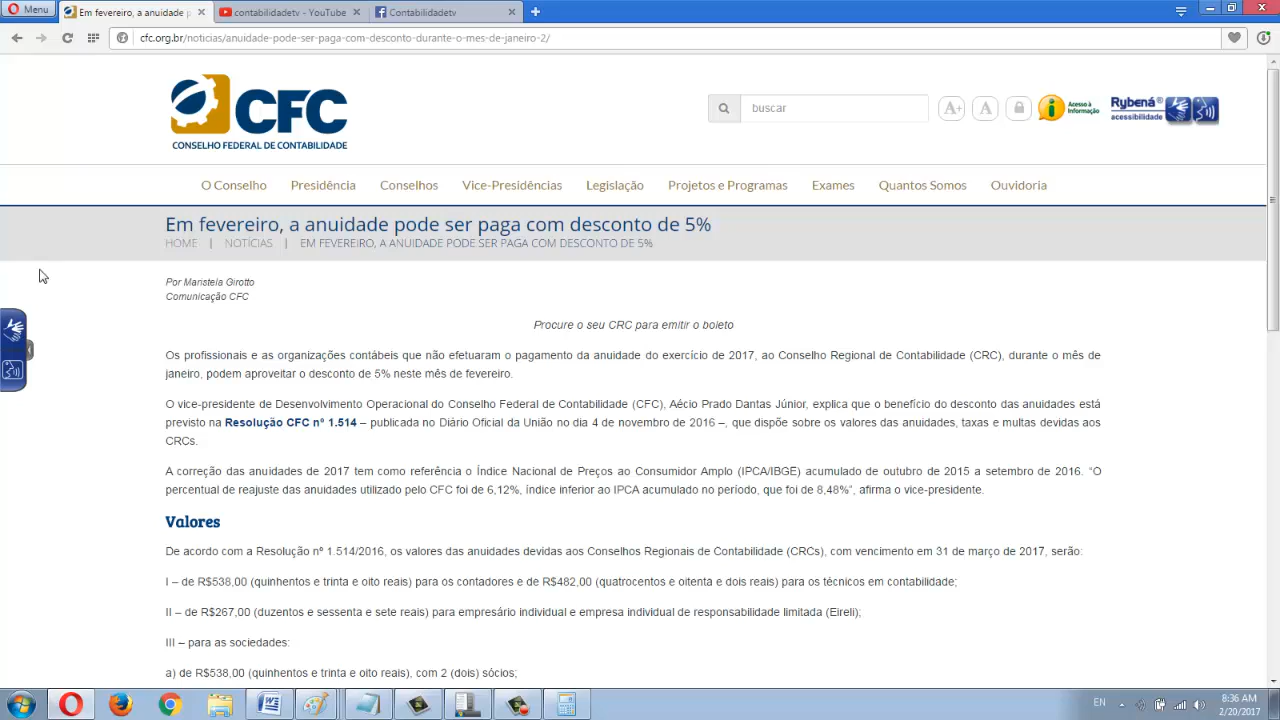 Menu
Em fevereiro, a anuidade p
contabilidadetv - YouTube
Contabilidadetv
cfc.org.br/noticias/anuidade-pode-ser-paga-com-desconto-durante-o-mes-de-janeiro-2/
CFC
CONSELHO FEDERAL DE CONTABILIDADE
buscar
A+
A
Acesso à
Informação
Rybená®
acessibilidade
O Conselho
Presidência
Conselhos
Vice-Presidências
Legislação
Projetos e Programas
Exames
Quantos Somos
Ouvidoria
Em fevereiro, a anuidade pode ser paga com desconto de 5%
HOME | NOTÍCIAS | EM FEVEREIRO, A ANUIDADE PODE SER PAGA COM DESCONTO DE 5%
Por Maristela Girotto
Comunicação CFC
Procure o seu CRC para emitir o boleto
Os profissionais e as organizações contábeis que não efetuaram o pagamento da anuidade do exercício de 2017, ao Conselho Regional de Contabilidade (CRC), durante o mês de
janeiro, podem aproveitar o desconto de 5% neste mês de fevereiro.
O vice-presidente de Desenvolvimento Operacional do Conselho Federal de Contabilidade (CFC), Aécio Prado Dantas Júnior, explica que o benefício do desconto das anuidades está
previsto na Resolução CFC nº 1.514 – publicada no Diário Oficial da União no dia 4 de novembro de 2016 –, que dispõe sobre os valores das anuidades, taxas e multas devidas aos
CRCs.
A correção das anuidades de 2017 tem como referência o Índice Nacional de Preços ao Consumidor Amplo (IPCA/IBGE) acumulado de outubro de 2015 a setembro de 2016. “O
percentual de reajuste das anuidades utilizado pelo CFC foi de 6,12%, índice inferior ao IPCA acumulado no período, que foi de 8,48%”, afirma o vice-presidente.
Valores
De acordo com a Resolução nº 1.514/2016, os valores das anuidades devidas aos Conselhos Regionais de Contabilidade (CRCs), com vencimento em 31 de março de 2017, serão:
I – de R$538,00 (quinhentos e trinta e oito reais) para os contadores e de R$482,00 (quatrocentos e oitenta e dois reais) para os técnicos em contabilidade;
II – de R$267,00 (duzentos e sessenta e sete reais) para empresário individual e empresa individual de responsabilidade limitada (Eireli);
III – para as sociedades:
a) de R$538,00 (quinhentos e trinta e oito reais), com 2 (dois) sócios;
EN
8:36 AM
2/20/2017